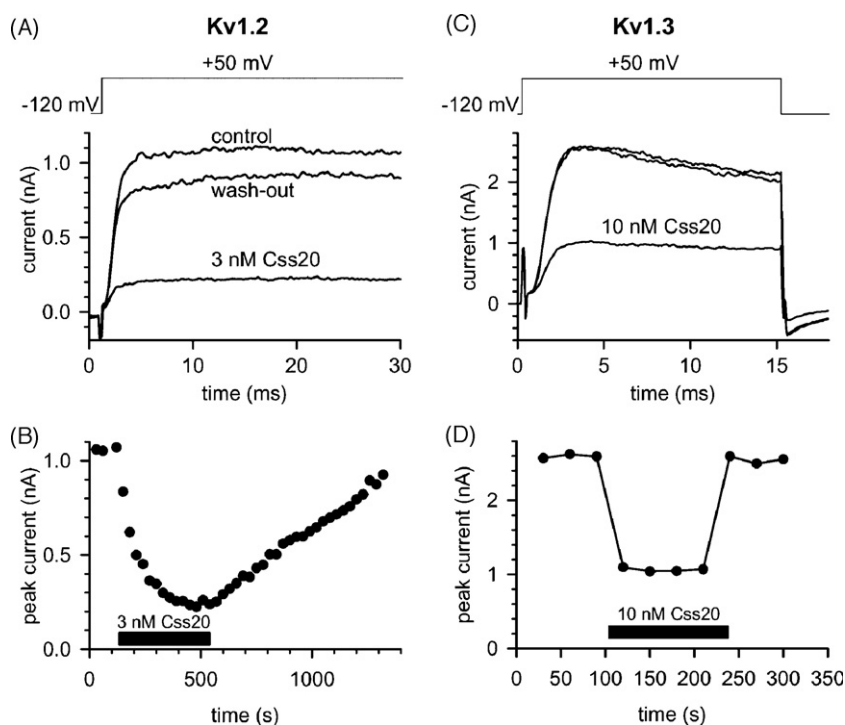 (A) Kv1.2
+50 mV
-120 mV
control
wash-out
3 nM Css20
current (nA)
1.0
0.5
0.0
0 10 20 30
time (ms)
(C) Kv1.3
+50 mV
-120 mV
10 nM Css20
current (nA)
2
1
0
0 5 10 15
time (ms)
(B)
peak current (nA)
1.0
0.5
0.0
3 nM Css20
0 500 1000
time (s)
(D)
peak current (nA)
2
1
0
10 nM Css20
0 50 100 150 200 250 300 350
time (s)